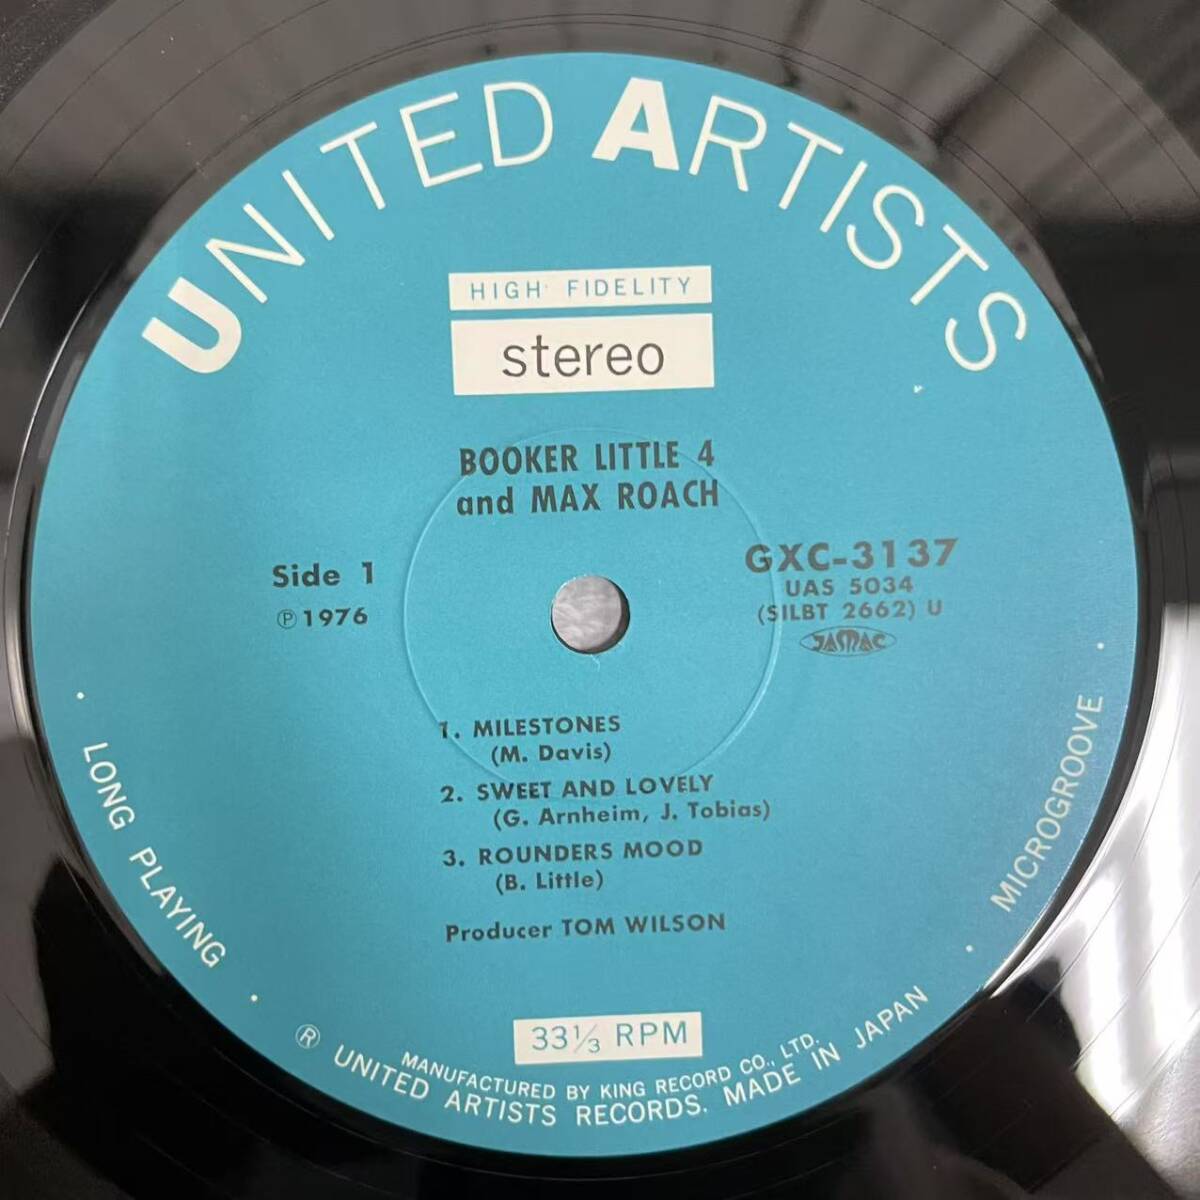 UNITED ARTISTS
HIGH FIDELITY
stereo
BOOKER LITTLE 4
and MAX ROACH
Side 1
Ⓟ1976
GXC-3137
UAS 5034
(SILBT 2662) U
JASRAC
1. MILESTONES
(M. Davis)
2. SWEET AND LOVELY
(G. Arnheim, J. Tobias)
3. ROUNDERS MOOD
(B. Little)
Producer TOM WILSON
· LONG PLAYING ·
· MICROGROOVE ·
33⅓ RPM
MANUFACTURED BY KING RECORD CO., LTD.
® UNITED ARTISTS RECORDS. MADE IN JAPAN